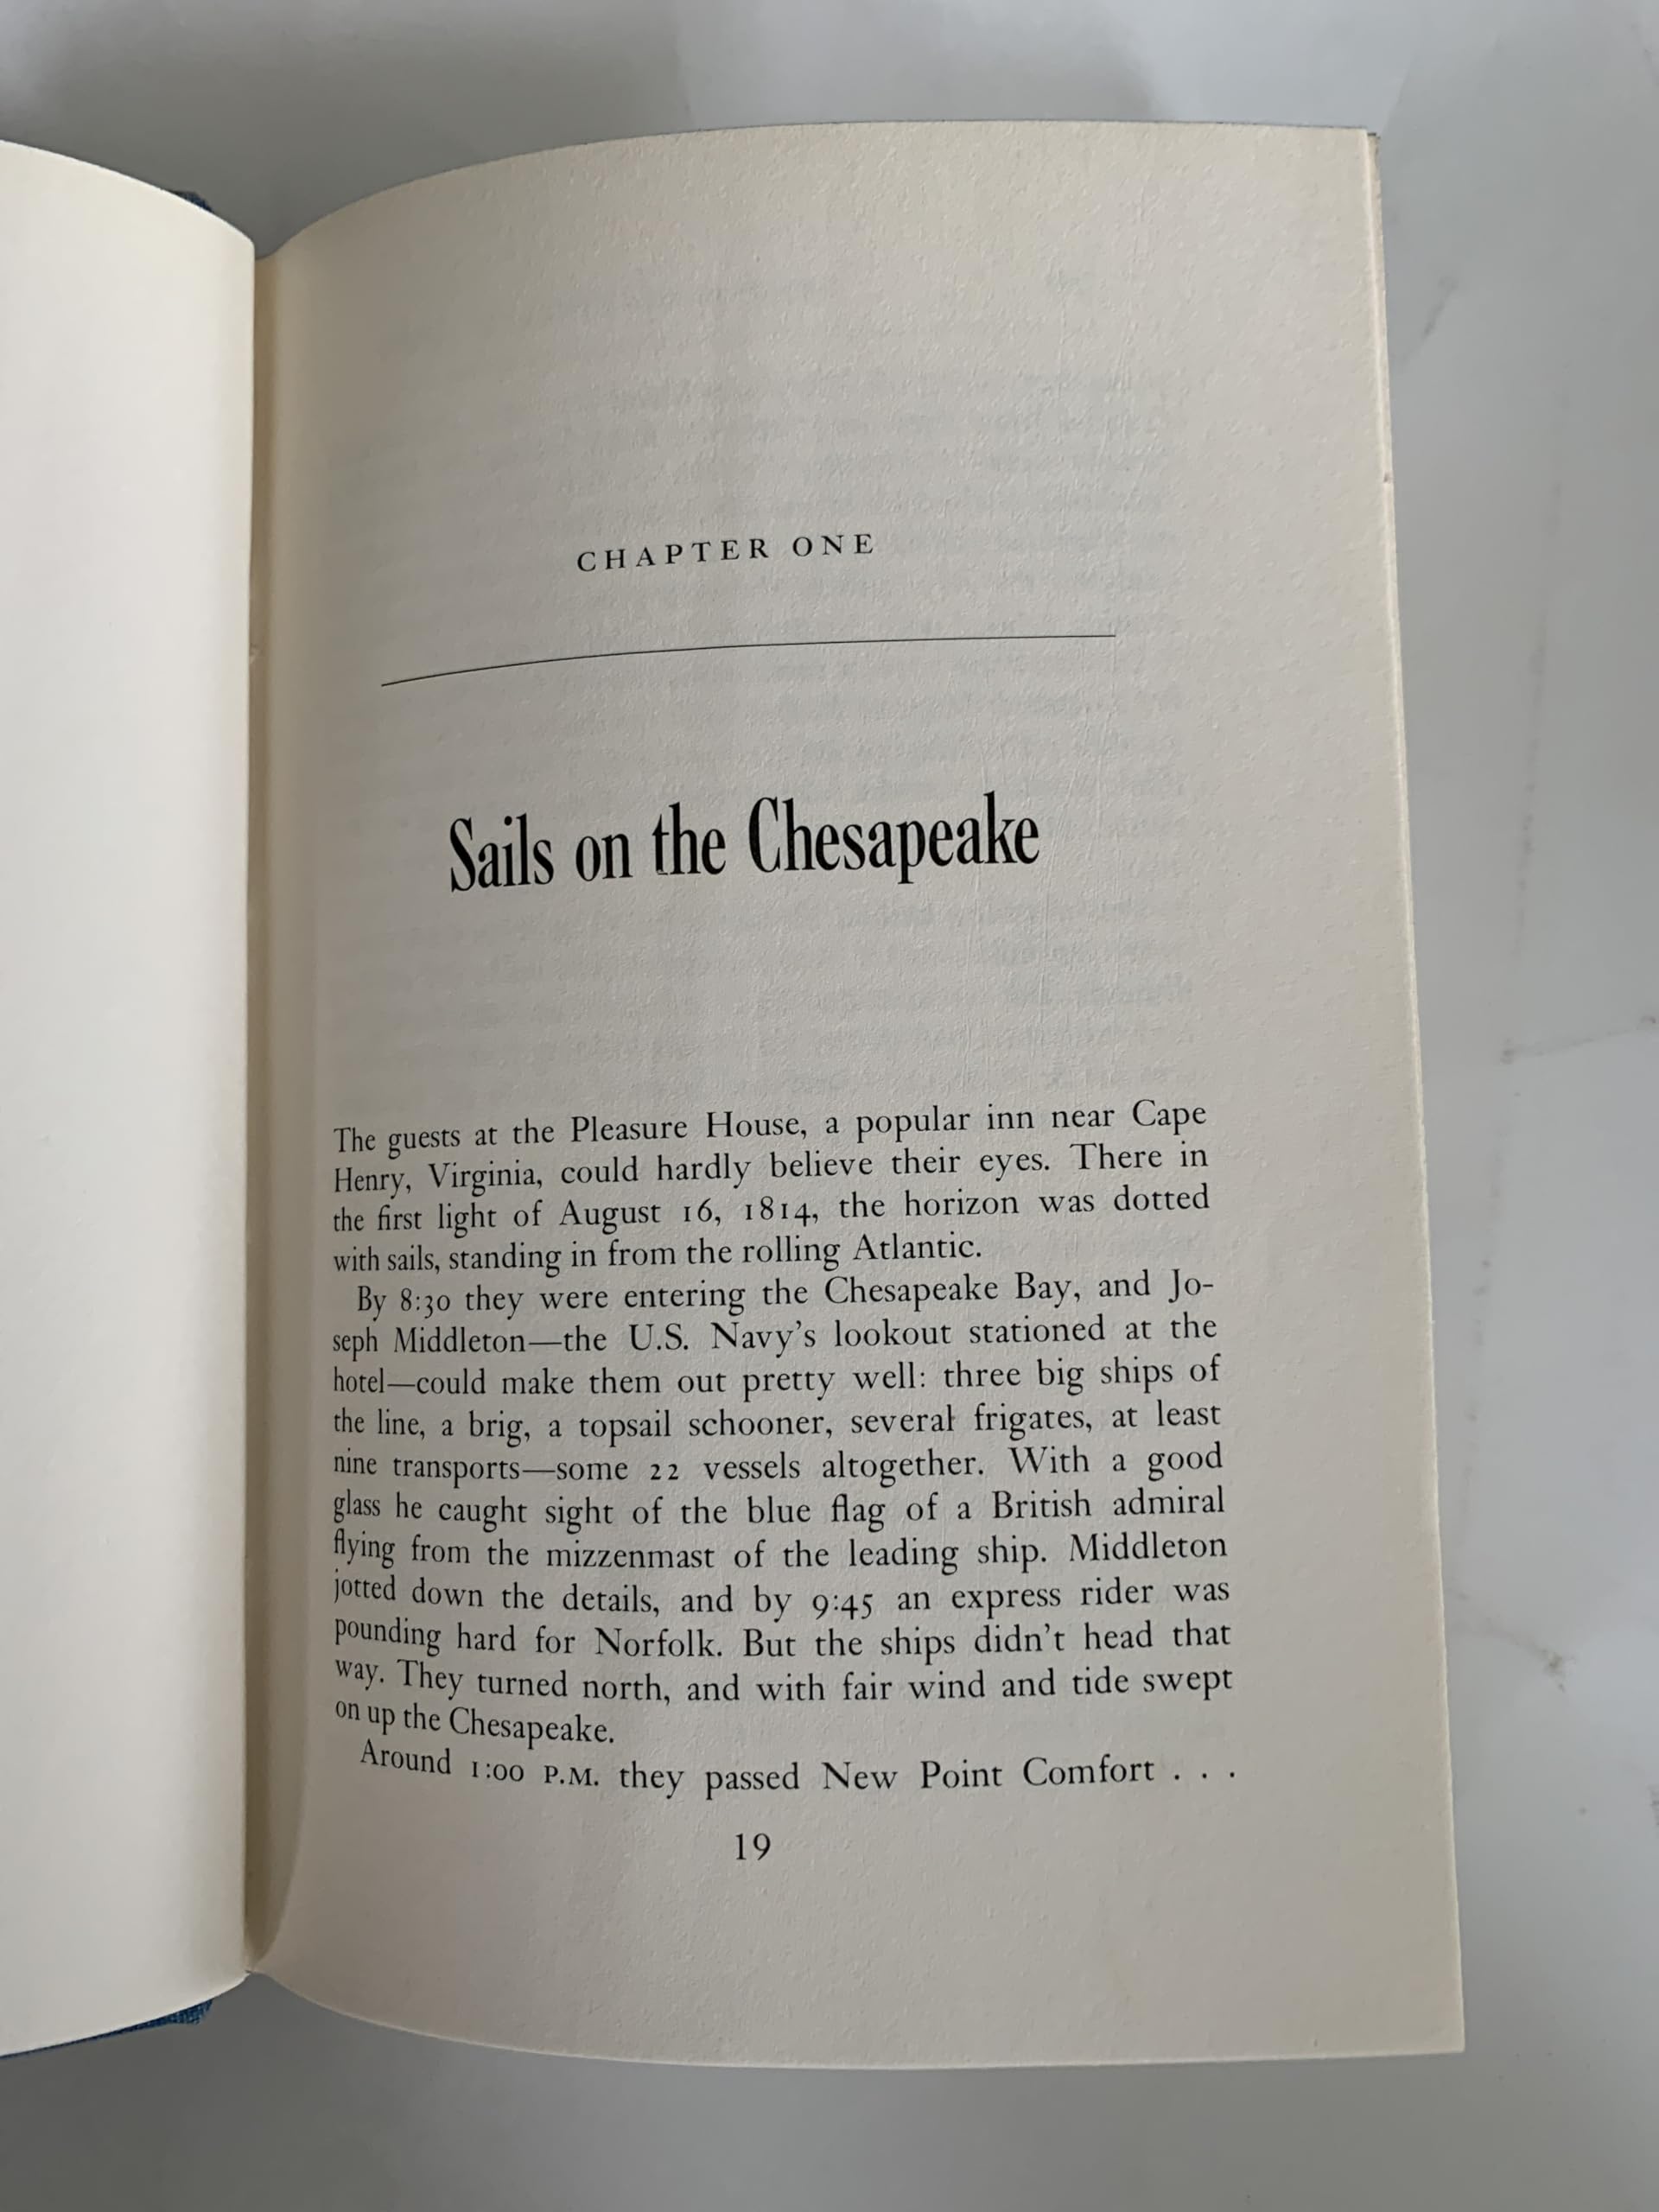 CHAPTER ONE
Sails on the Chesapeake
The guests at the Pleasure House, a popular inn near Cape
Henry, Virginia, could hardly believe their eyes. There in
the first light of August 16, 1814, the horizon was dotted
with sails, standing in from the rolling Atlantic.
By 8:30 they were entering the Chesapeake Bay, and Jo-
seph Middleton—the U.S. Navy's lookout stationed at the
hotel—could make them out pretty well: three big ships of
the line, a brig, a topsail schooner, several frigates, at least
nine transports—some 22 vessels altogether. With a good
glass he caught sight of the blue flag of a British admiral
flying from the mizzenmast of the leading ship. Middleton
jotted down the details, and by 9:45 an express rider was
pounding hard for Norfolk. But the ships didn't head that
way. They turned north, and with fair wind and tide swept
on up the Chesapeake.
Around 1:00 P.M. they passed New Point Comfort . . .
19